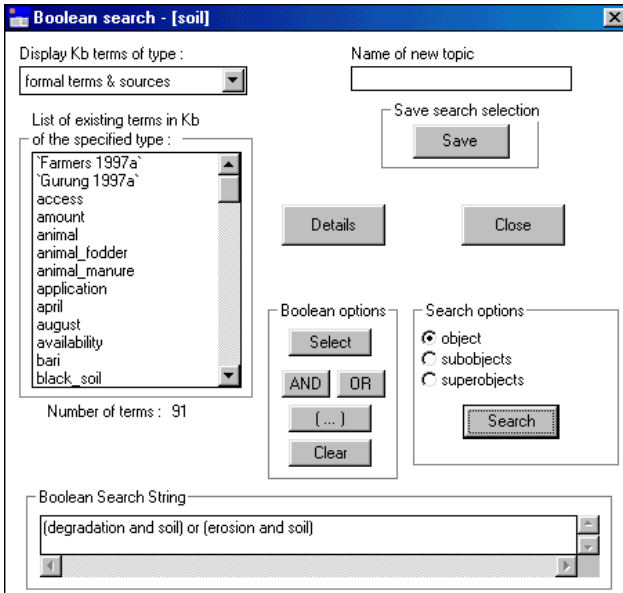 Boolean search - [soil]
Display Kb terms of type :
Name of new topic
formal terms & sources
List of existing terms in Kb
of the specified type :
Save search selection
Save
`Farmers 1997a`
`Gurung 1997a`
access
amount
animal
animal_fodder
animal_manure
application
april
august
availability
bari
black_soil
Details
Close
Boolean options
Select
AND
OR
( ... )
Clear
Search options
object
subobjects
superobjects
Search
Number of terms : 91
Boolean Search String
(degradation and soil) or (erosion and soil)